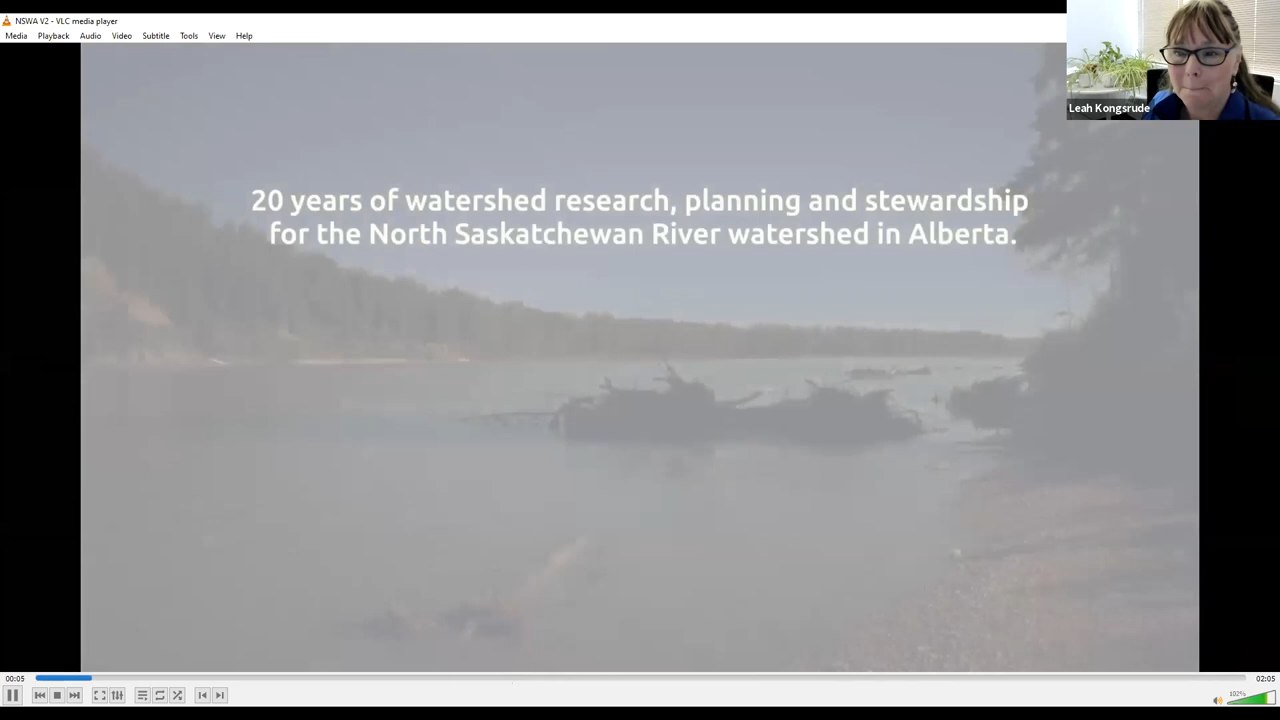 NSWA V2 - VLC media player
Media Playback Audio Video Subtitle Tools View Help
Leah Kongsrude
20 years of watershed research, planning and stewardship
for the North Saskatchewan River watershed in Alberta.
00:05
02:05
102%